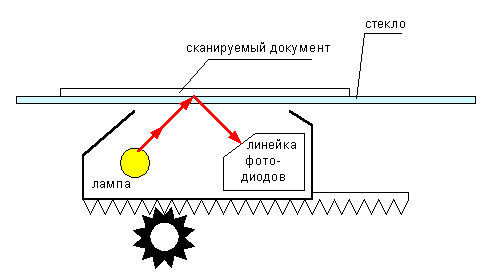 стекло
сканируемый документ
линейка
фото-
диодов
лампа